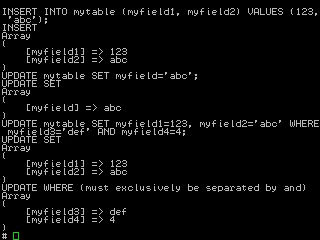 INSERT INTO mytable (myfield1, myfield2) VALUES (123,
 'abc');
INSERT
Array
(
    [myfield1] => 123
    [myfield2] => abc
)
UPDATE mytable SET myfield='abc';
UPDATE SET
Array
(
    [myfield] => abc
)
UPDATE mytable SET myfield1=123, myfield2='abc' WHERE
 myfield3='def' AND myfield4=4;
UPDATE SET
Array
(
    [myfield1] => 123
    [myfield2] => abc
)
UPDATE WHERE (must exclusively be separated by and)
Array
(
    [myfield3] => def
    [myfield4] => 4
)
#